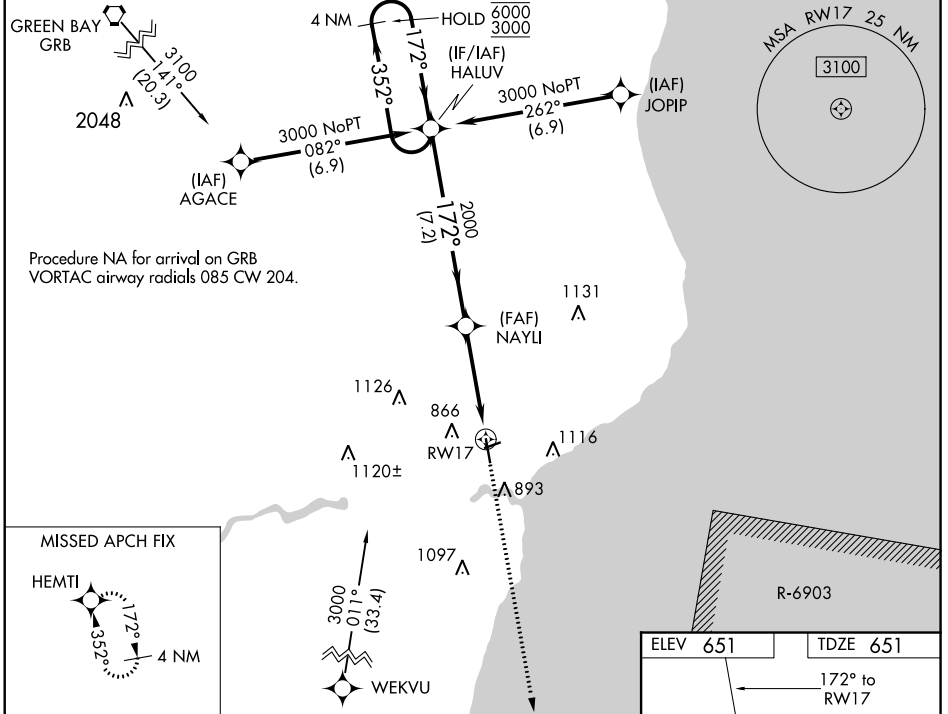 GREEN BAY
GRB
3100
141°
(20.3)
2048
4 NM
HOLD
6000
3000
172°
352°
(IF/IAF)
HALUV
3000 NoPT
262°
(6.9)
(IAF)
JOPIP
MSA RW17 25 NM
3100
3000 NoPT
082°
(6.9)
(IAF)
AGACE
2000
172°
(7.2)
Procedure NA for arrival on GRB
VORTAC airway radials 085 CW 204.
(FAF)
NAYLI
1131
1126
866
RW17
1116
1120±
893
MISSED APCH FIX
HEMTI
172°
352°
4 NM
1097
3000
011°
(33.4)
WEKVU
R-6903
ELEV 651
TDZE 651
172° to
RW17